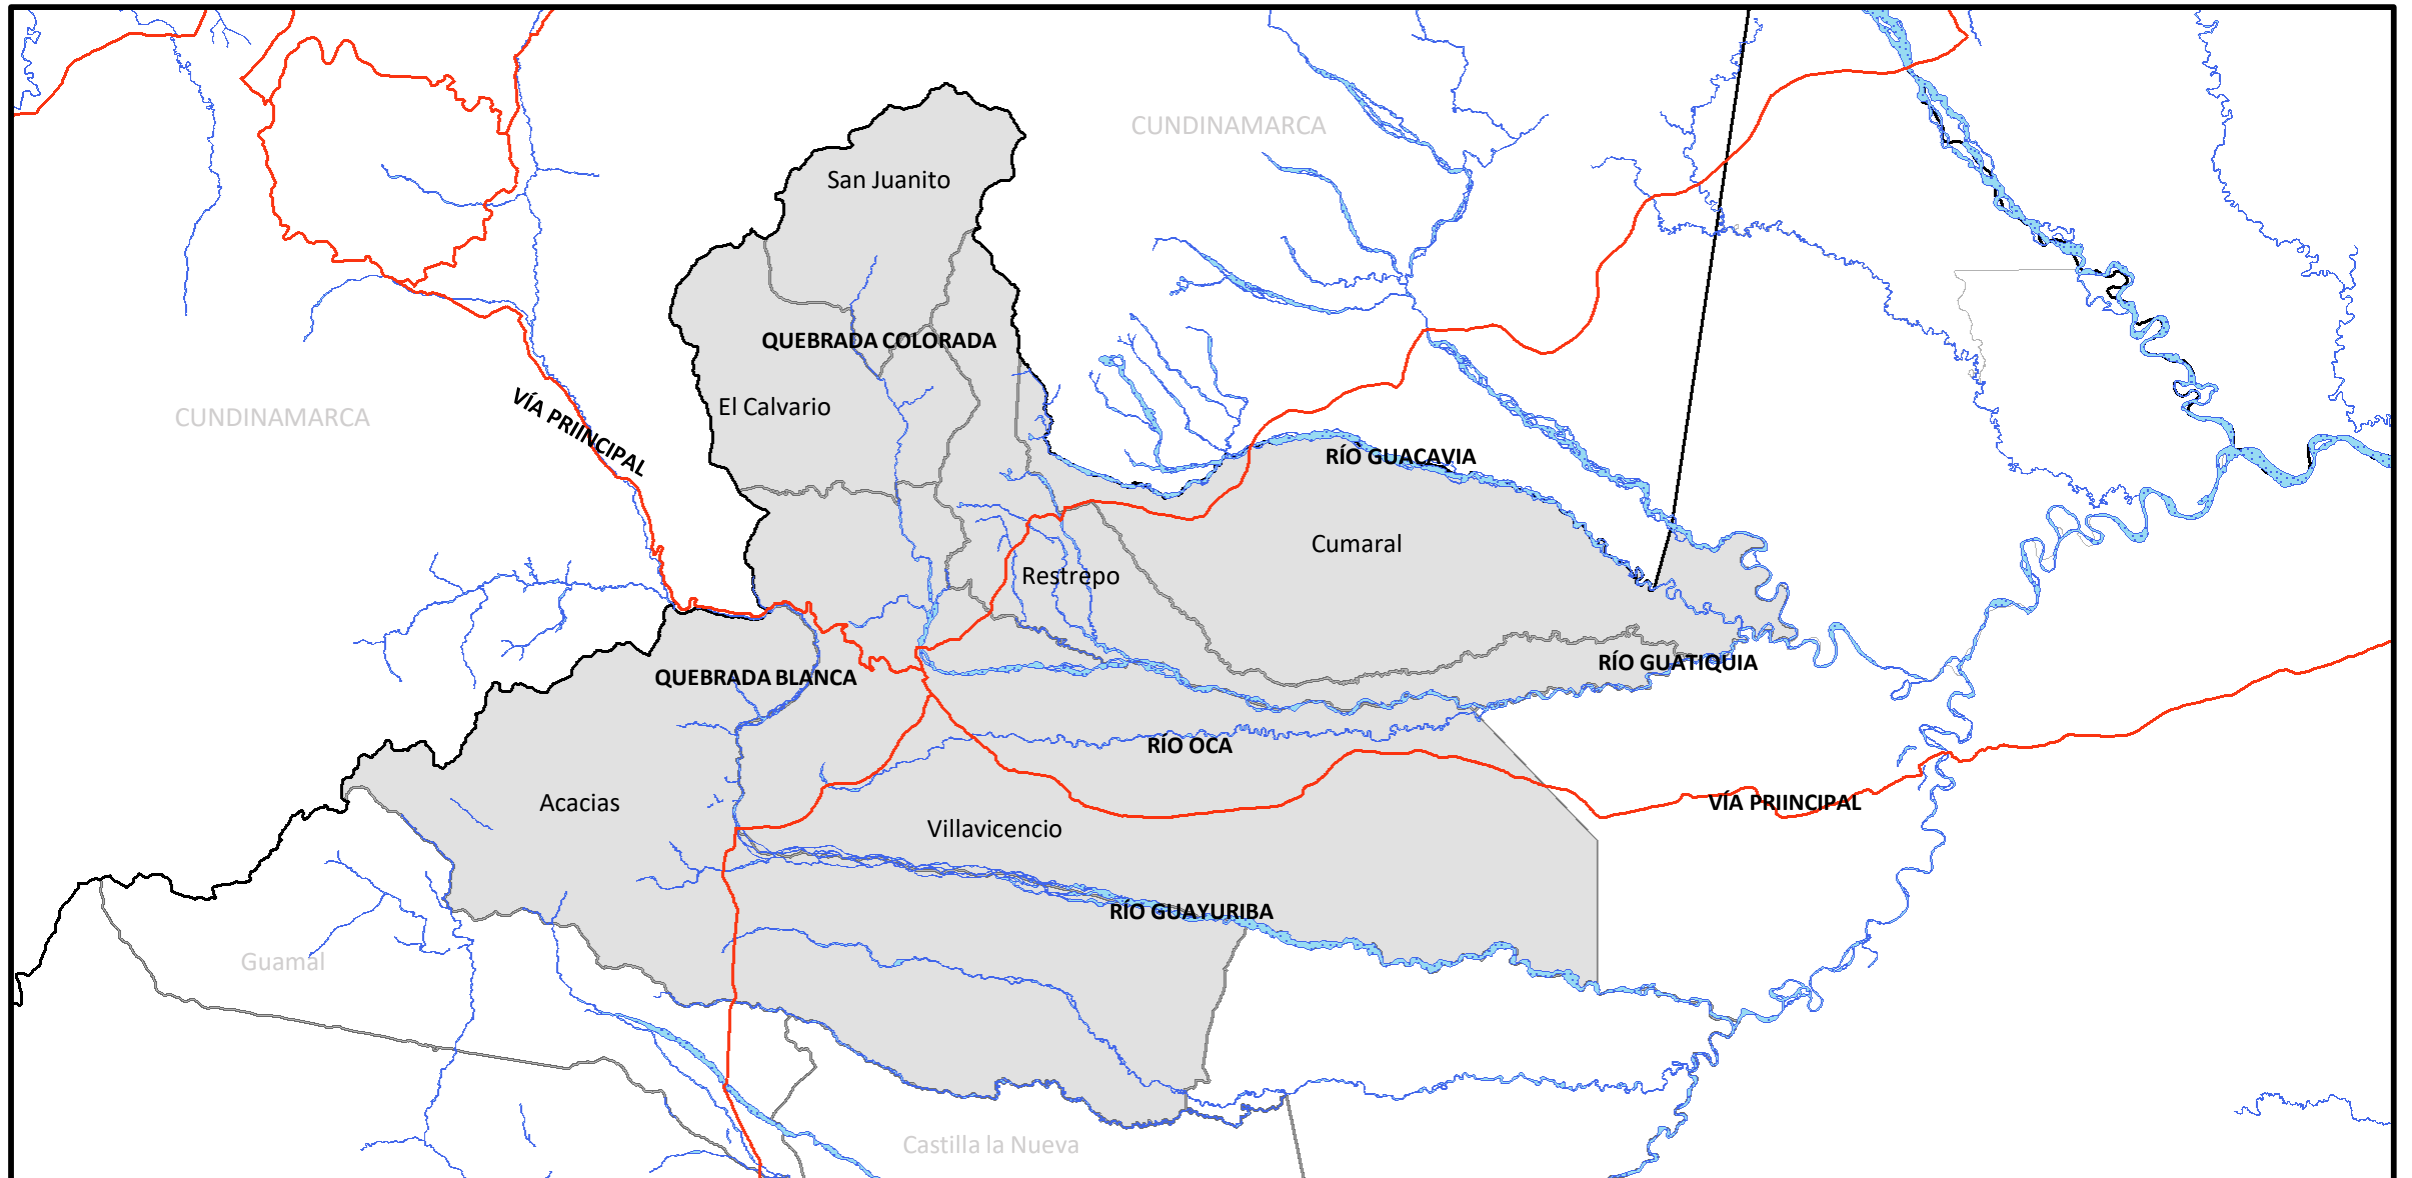 CUNDINAMARCA
San Juanito
QUEBRADA COLORADA
VÍA PRIINCIPAL
El Calvario
CUNDINAMARCA
RÍO GUACAVIA
Cumaral
Restrepo
RÍO GUATIQUIA
QUEBRADA BLANCA
RÍO OCA
Acacias
VÍA PRIINCIPAL
Villavicencio
RÍO GUAYURIBA
Guamal
Castilla la Nueva